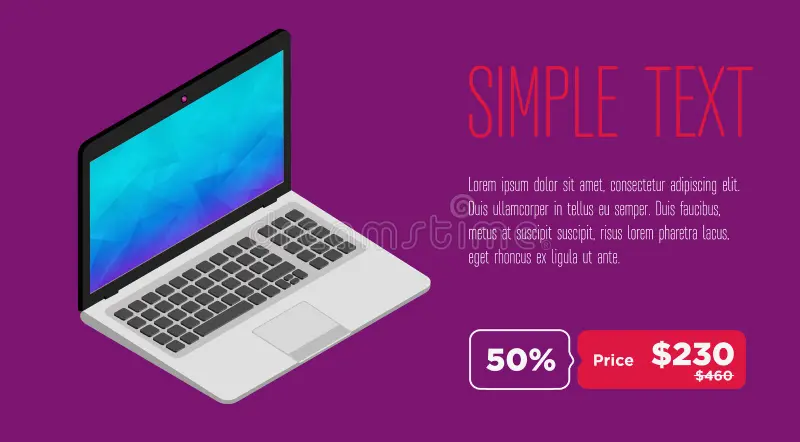 SIMPLE TEXT
Lorem ipsum dolor sit amet, consectetur adipiscing elit.
Duis ullamcorper in tellus eu semper. Duis faucibus,
metus at suscipit suscipit, risus lorem pharetra lacus,
eget rhoncus ex ligula ut ante.
dreamstime
50%
Price $230
$460